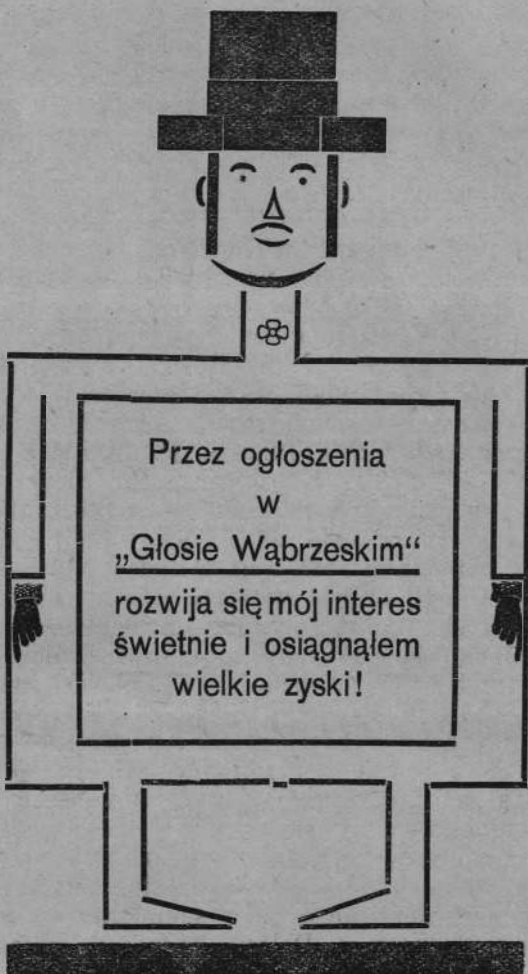 Przez ogłoszenia
w
„Głosie Wąbrzeskim“
rozwija się mój interes
świetnie i osiągnąłem
wielkie zyski!